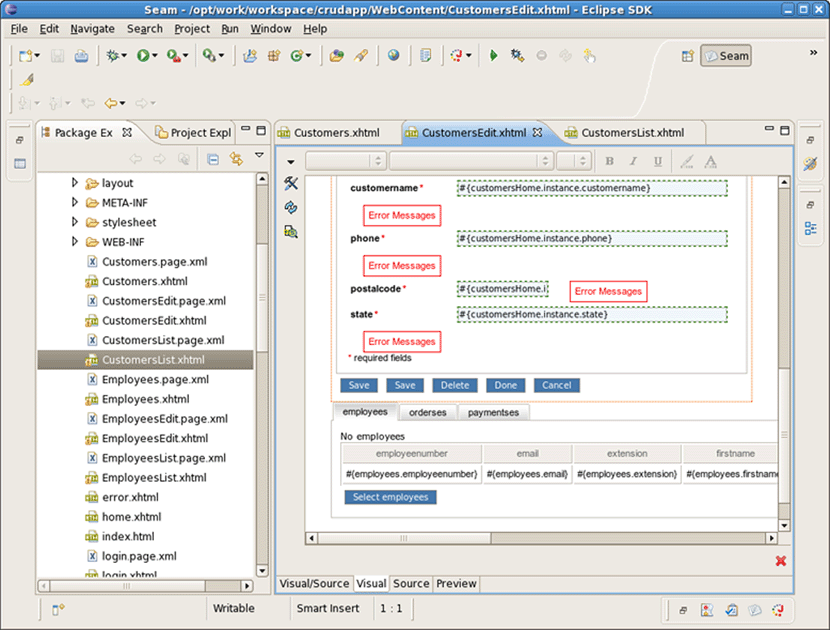 Seam - /opt/work/workspace/crudapp/WebContent/CustomersEdit.xhtml - Eclipse SDK
File Edit Navigate Search Project Run Window Help
Seam
»
Package Ex Project Expl
Customers.xhtml CustomersEdit.xhtml CustomersList.xhtml
B I U A
layout
META-INF
stylesheet
WEB-INF
Customers.page.xml
Customers.xhtml
CustomersEdit.page.xml
CustomersEdit.xhtml
CustomersList.page.xml
CustomersList.xhtml
Employees.page.xml
Employees.xhtml
EmployeesEdit.page.xml
EmployeesEdit.xhtml
EmployeesList.page.xml
EmployeesList.xhtml
error.xhtml
home.xhtml
index.html
login.page.xml
login.xhtml
customername* #{customersHome.instance.customername}
Error Messages
phone* #{customersHome.instance.phone}
Error Messages
postalcode* #{customersHome.i Error Messages
state* #{customersHome.instance.state}
Error Messages
* required fields
Save Save Delete Done Cancel
employees orderses paymentses
No employees
employeenumber email extension firstname
#{employees.employeenumber} #{employees.email} #{employees.extension} #{employees.firstname
Select employees
Visual/Source Visual Source Preview
Writable Smart Insert 1 : 1